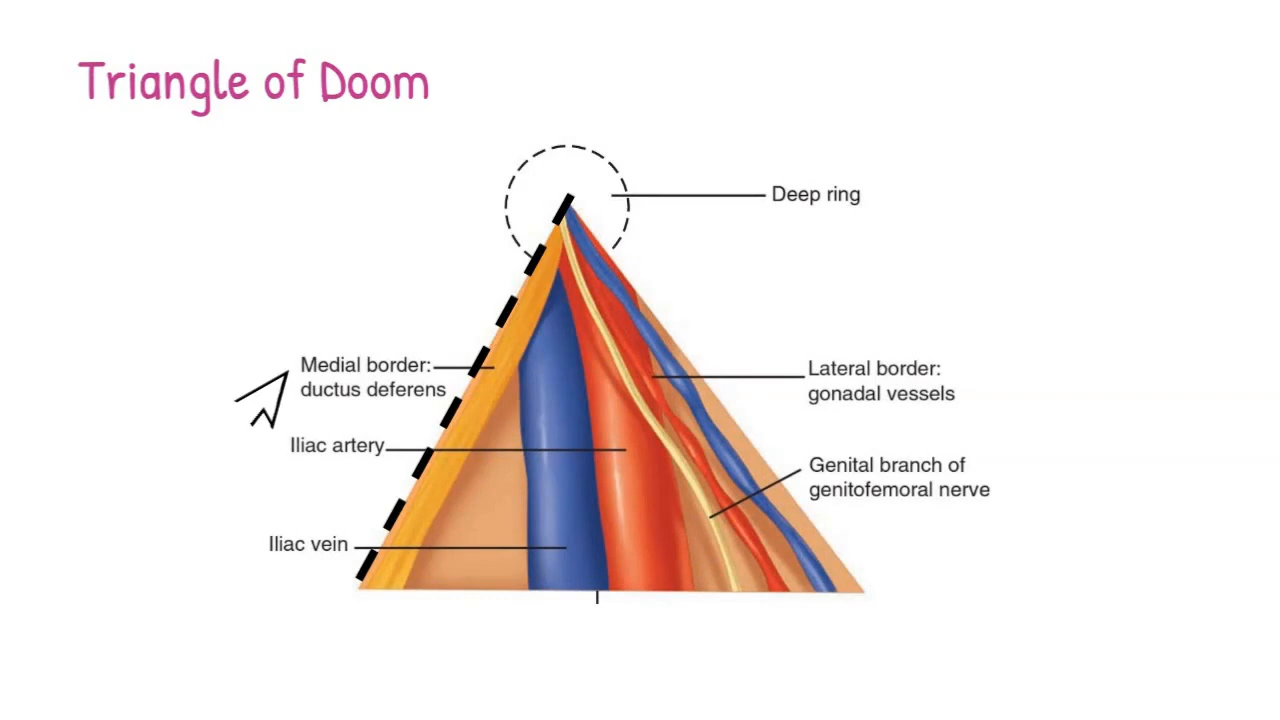 Triangle of Doom
Deep ring
Medial border:
ductus deferens
Lateral border:
gonadal vessels
Iliac artery
Genital branch of
genitofemoral nerve
Iliac vein